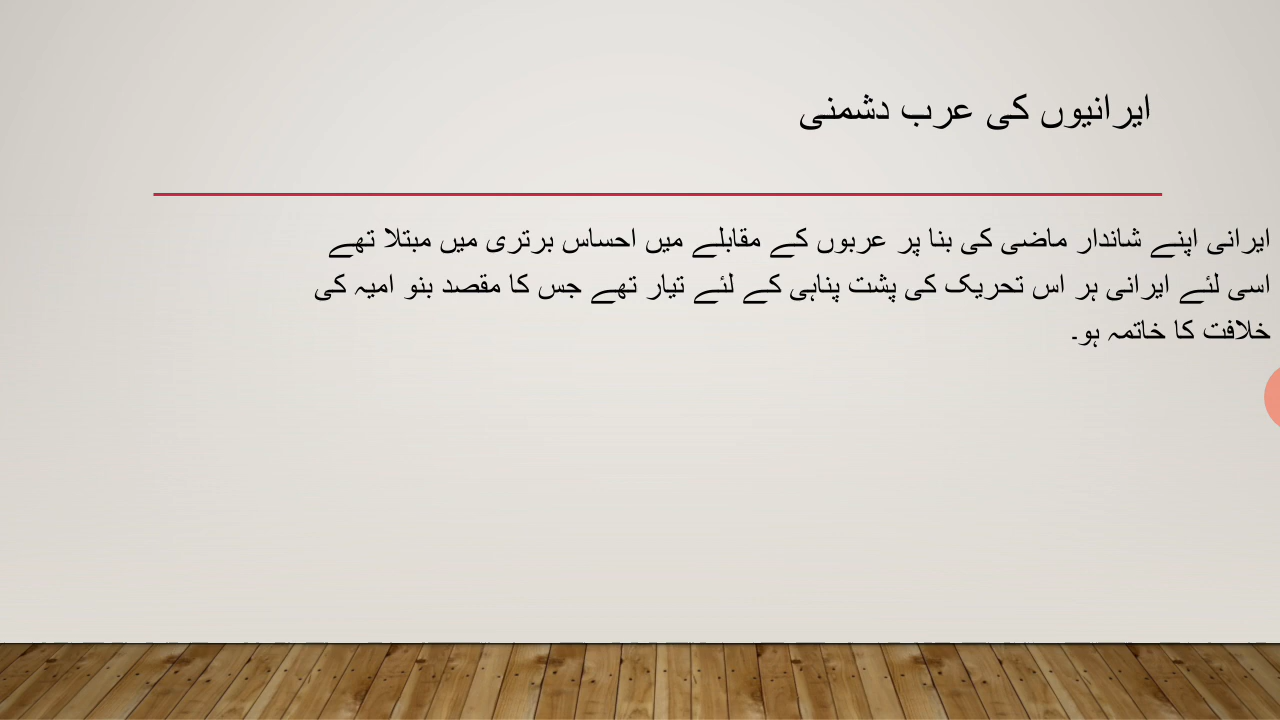 ایرانیوں کی عرب دشمنی
ایرانی اپنے شاندار ماضی کی بنا پر عربوں کے مقابلے میں احساس برتری میں مبتلا تھے
اسی لئے ایرانی ہر اس تحریک کی پشت پناہی کے لئے تیار تھے جس کا مقصد بنو امیہ کی
خلافت کا خاتمہ ہو۔